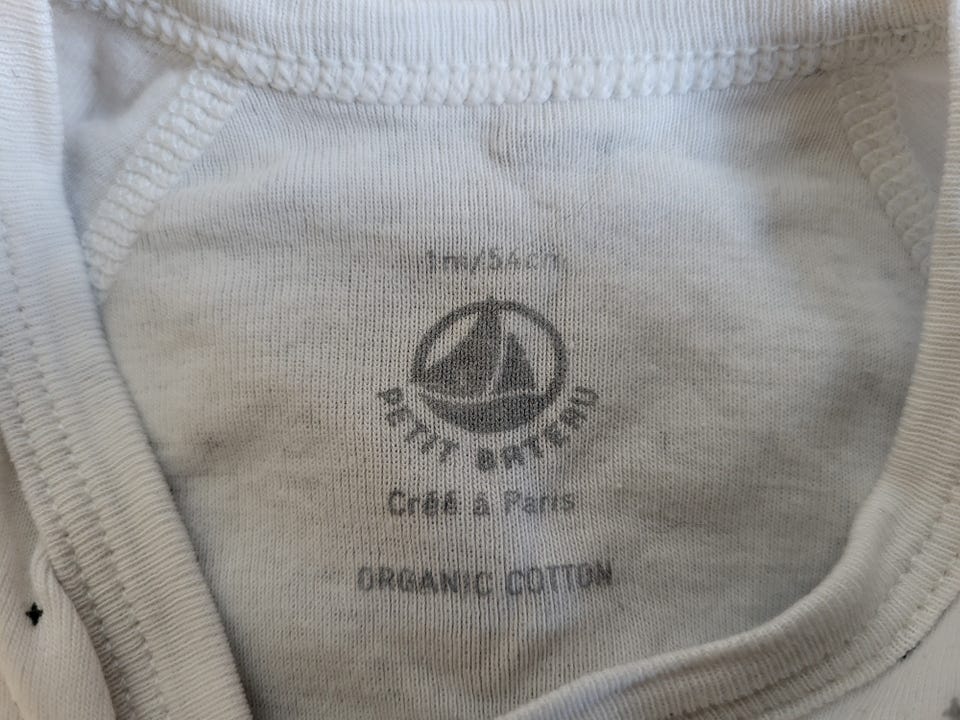 1m/54cm
PETIT BATEAU
Créé à Paris
ORGANIC COTTON